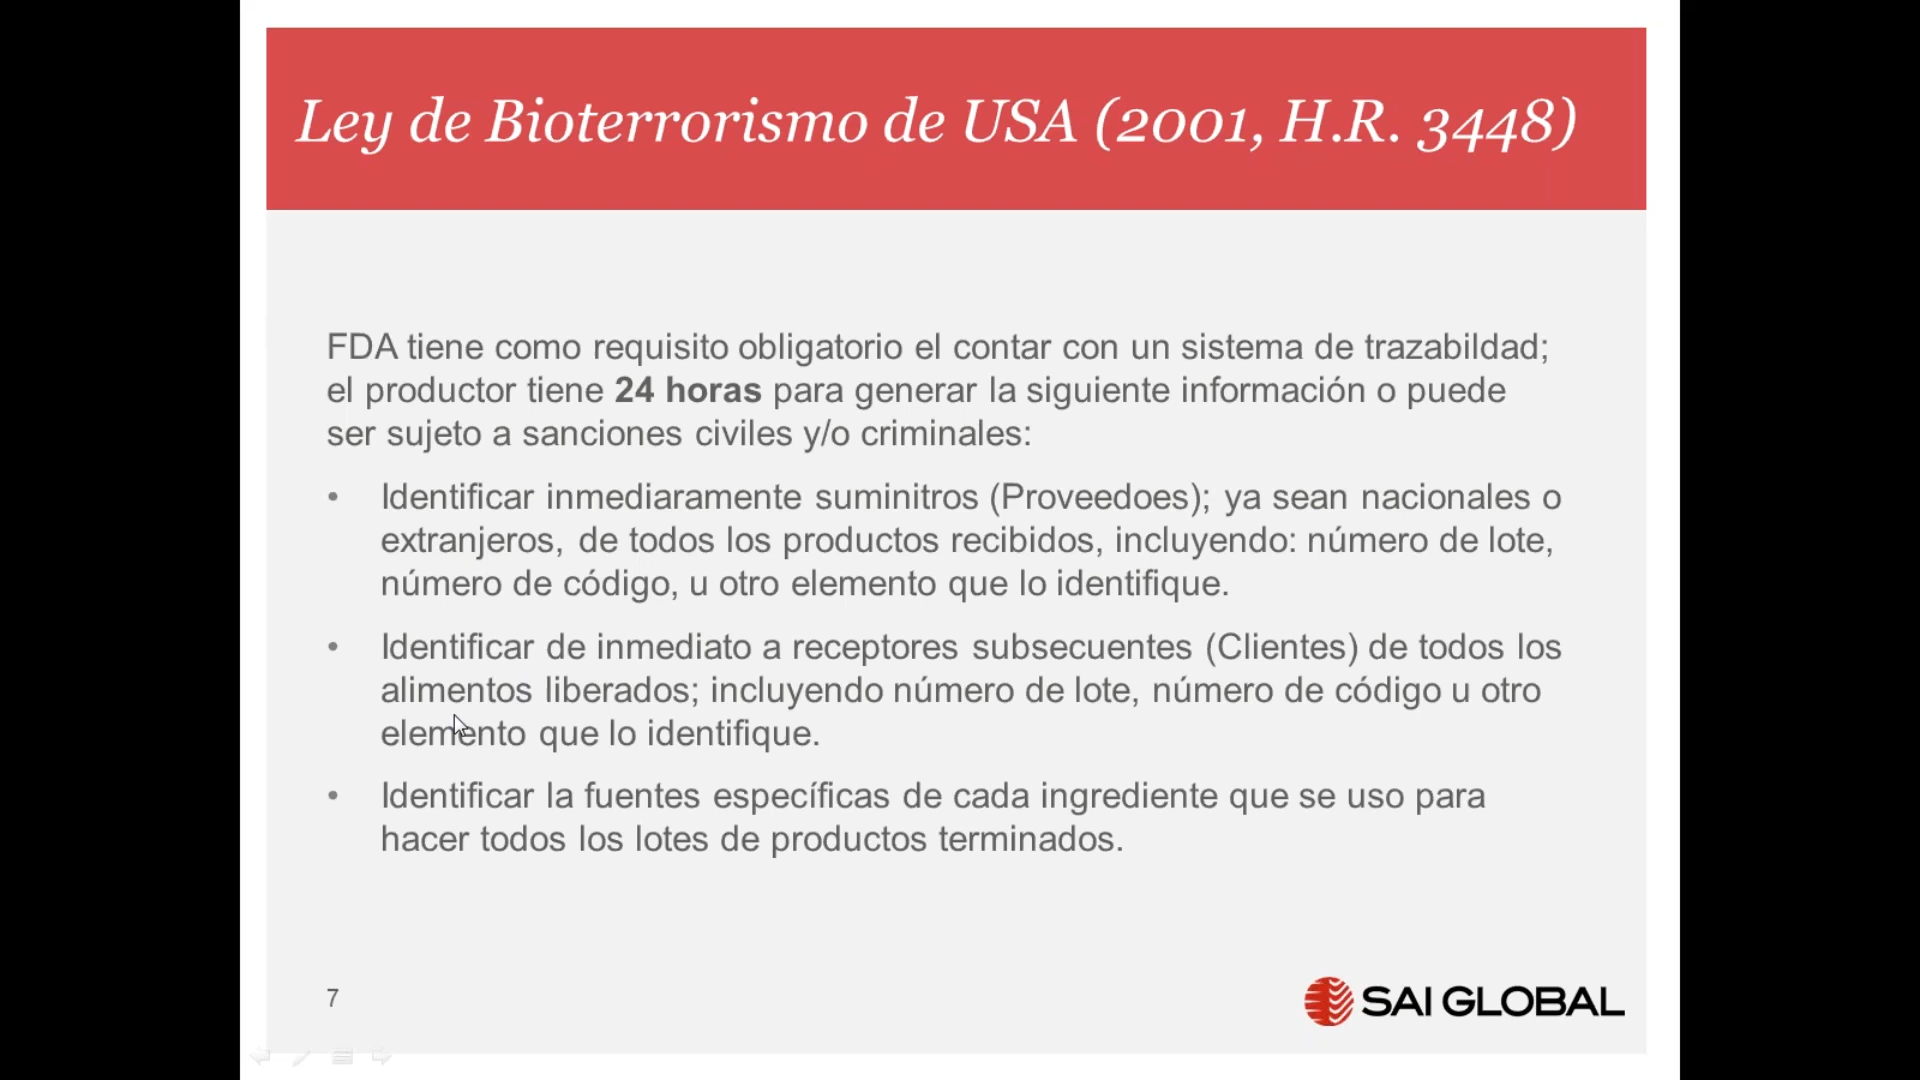 Ley de Bioterrorismo de USA (2001, H.R. 3448)
FDA tiene como requisito obligatorio el contar con un sistema de trazabildad;
el productor tiene 24 horas para generar la siguiente información o puede
ser sujeto a sanciones civiles y/o criminales:
• Identificar inmediaramente suminitros (Proveedoes); ya sean nacionales o
extranjeros, de todos los productos recibidos, incluyendo: número de lote,
número de código, u otro elemento que lo identifique.
• Identificar de inmediato a receptores subsecuentes (Clientes) de todos los
alimentos liberados; incluyendo número de lote, número de código u otro
elemento que lo identifique.
• Identificar la fuentes específicas de cada ingrediente que se uso para
hacer todos los lotes de productos terminados.
7
SAI GLOBAL